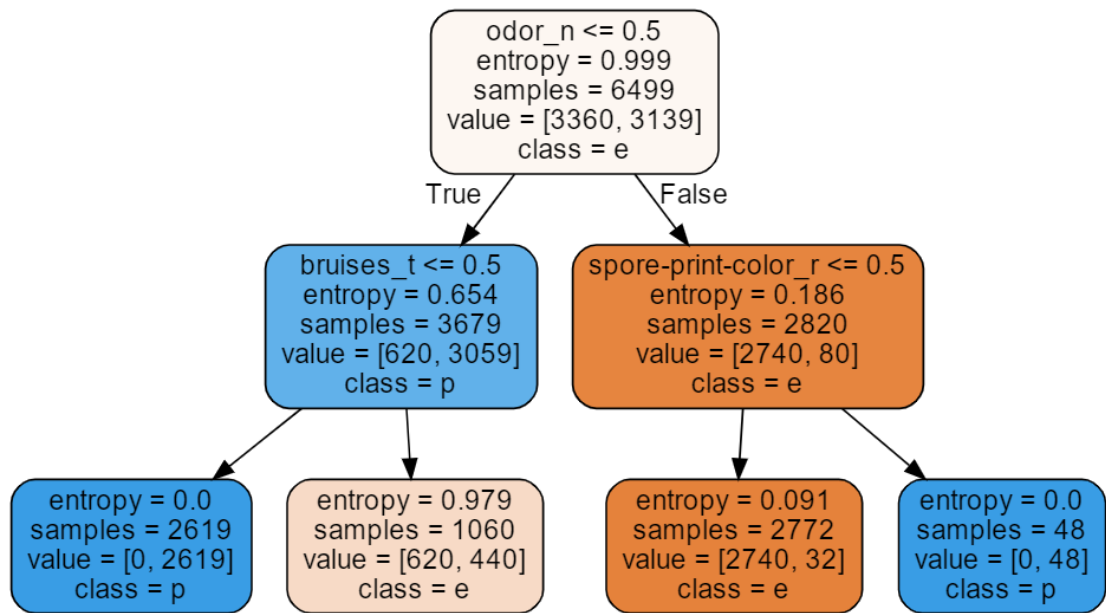 odor_n <= 0.5
entropy = 0.999
samples = 6499
value = [3360, 3139]
class = e
True
False
bruises_t <= 0.5
entropy = 0.654
samples = 3679
value = [620, 3059]
class = p
spore-print-color_r <= 0.5
entropy = 0.186
samples = 2820
value = [2740, 80]
class = e
entropy = 0.0
samples = 2619
value = [0, 2619]
class = p
entropy = 0.979
samples = 1060
value = [620, 440]
class = e
entropy = 0.091
samples = 2772
value = [2740, 32]
class = e
entropy = 0.0
samples = 48
value = [0, 48]
class = p